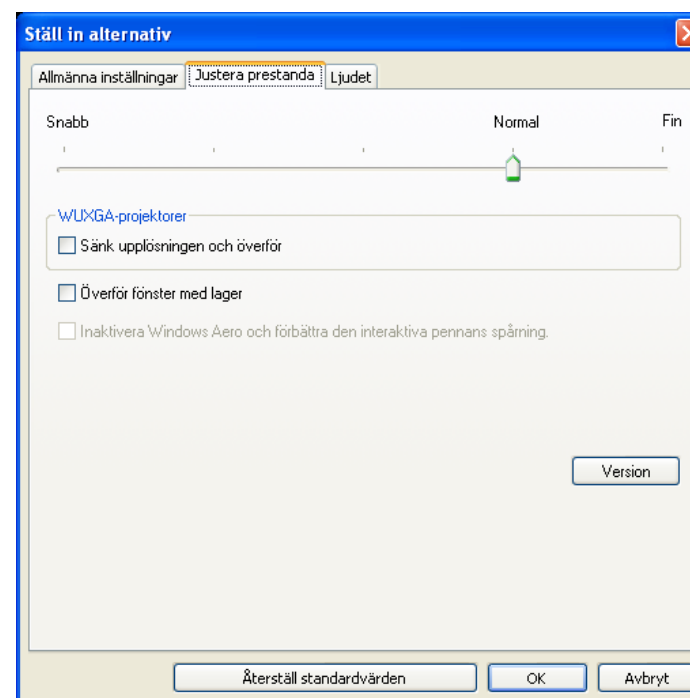 Ställ in alternativ
Allmänna inställningar Justera prestanda Ljudet
Snabb Normal Fin
WUXGA-projektorer
Sänk upplösningen och överför
Överför fönster med lager
Inaktivera Windows Aero och förbättra den interaktiva pennans spårning.
Version
Återställ standardvärden OK Avbryt